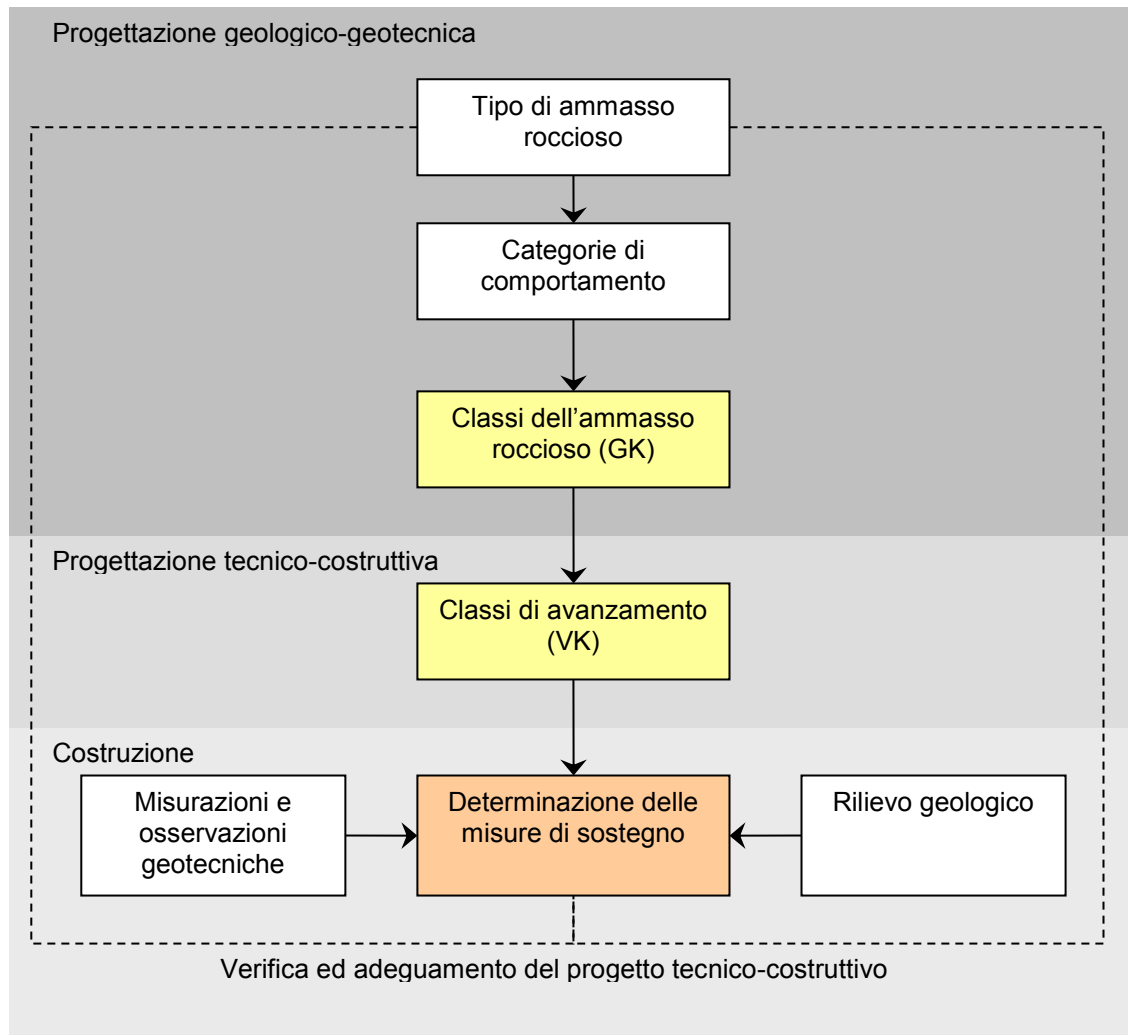 Progettazione geologico-geotecnica
Tipo di ammasso
roccioso
Categorie di
comportamento
Classi dell'ammasso
roccioso (GK)
Progettazione tecnico-costruttiva
Classi di avanzamento
(VK)
Costruzione
Misurazioni e
osservazioni
geotecniche
Determinazione delle
misure di sostegno
Rilievo geologico
Verifica ed adeguamento del progetto tecnico-costruttivo